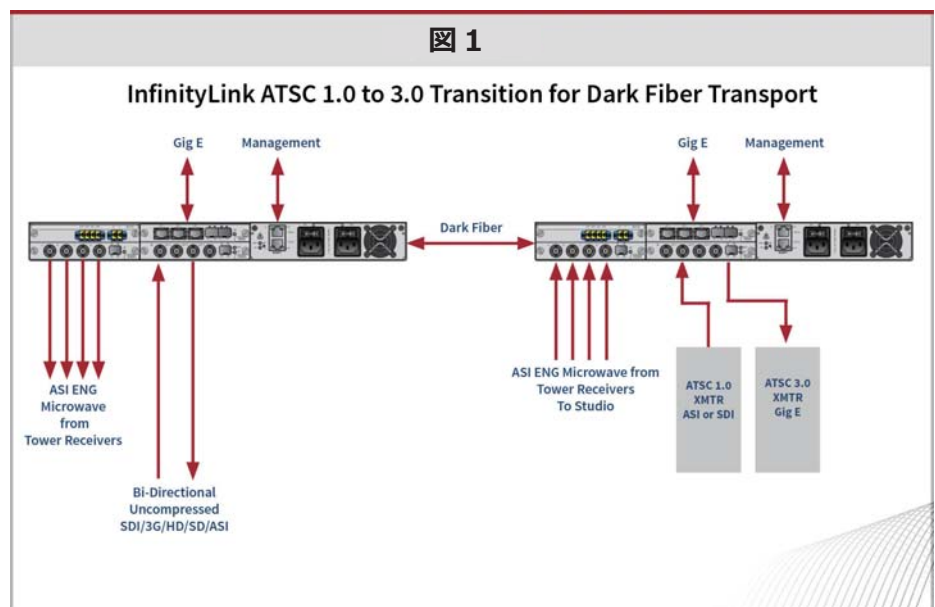 図 1
InfinityLink ATSC 1.0 to 3.0 Transition for Dark Fiber Transport
Gig E
Management
Gig E
Management
Dark Fiber
ASI ENG
Microwave
from
Tower Receivers
Bi-Directional
Uncompressed
SDI/3G/HD/SD/ASI
ASI ENG Microwave from
Tower Receivers
To Studio
ATSC 1.0
XMTR
ASI or SDI
ATSC 3.0
XMTR
Gig E